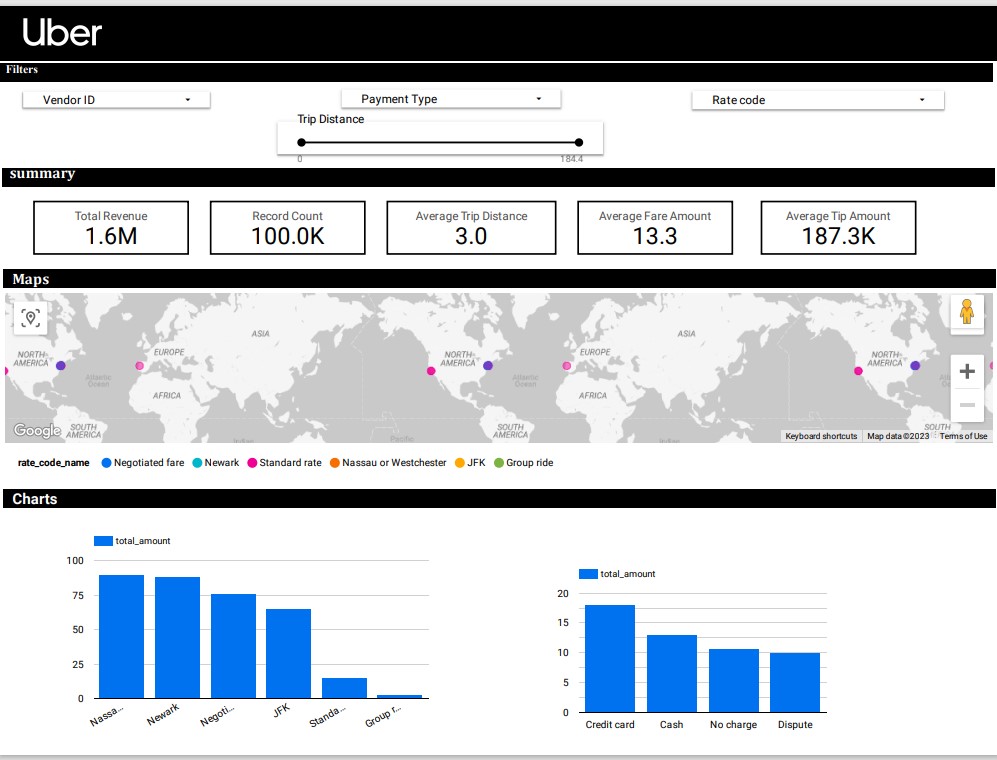 Uber
Filters
Vendor ID
Payment Type
Rate code
Trip Distance
0
184.4
summary
Total Revenue
1.6M
Record Count
100.0K
Average Trip Distance
3.0
Average Fare Amount
13.3
Average Tip Amount
187.3K
Maps
NORTH
AMERICA
Atlantic
Ocean
EUROPE
ASIA
AFRICA
SOUTH
AMERICA
NORTH
AMERICA
Atlantic
Ocean
EUROPE
ASIA
AFRICA
SOUTH
AMERICA
NORTH
AMERICA
SOUTH
Google
Keyboard shortcuts
Map data ©2023
Terms of Use
rate_code_name
Negotiated fare
Newark
Standard rate
Nassau or Westchester
JFK
Group ride
Charts
total_amount
100
75
50
25
0
Nassa...
Newark
Negoti...
JFK
Standa...
Group r...
total_amount
20
15
10
5
0
Credit card
Cash
No charge
Dispute